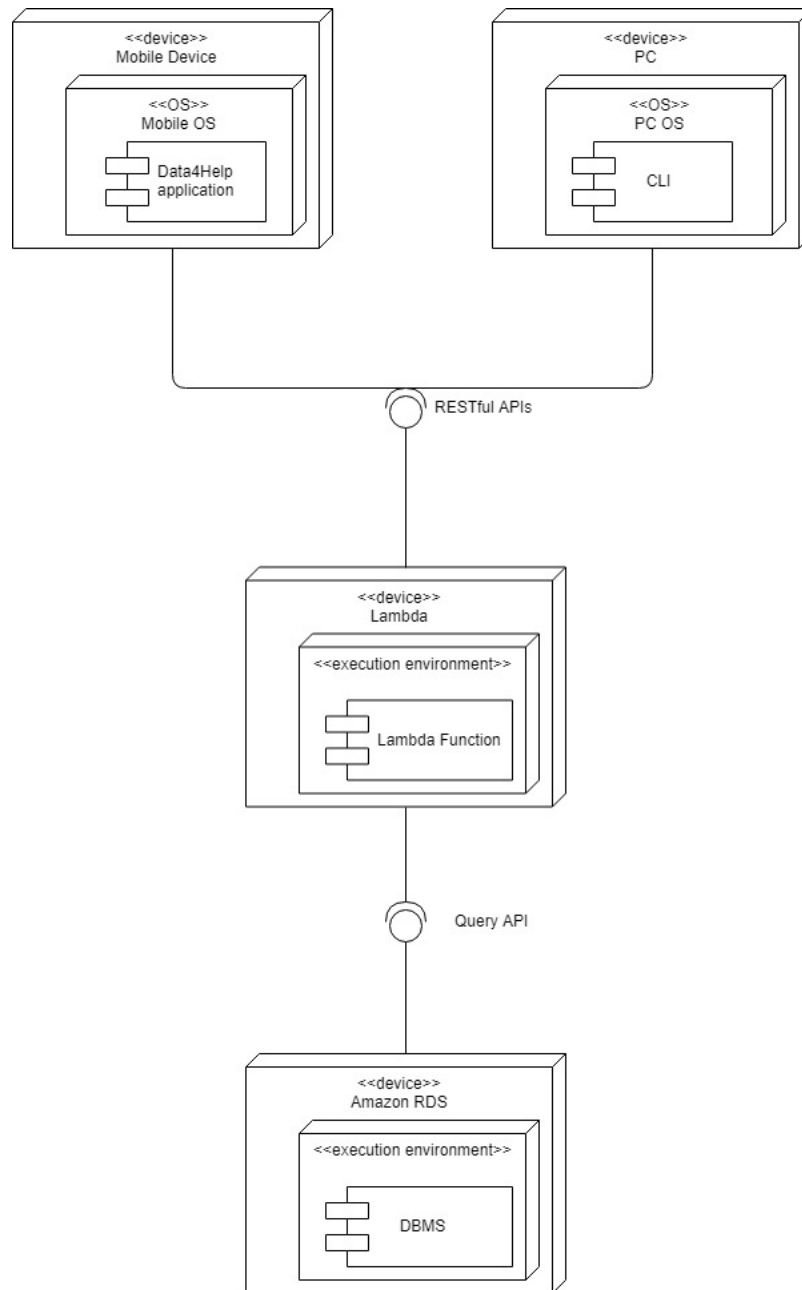 <<device>>
Mobile Device
<<OS>>
Mobile OS
Data4Help
application
<<device>>
PC
<<OS>>
PC OS
CLI
RESTful APIs
<<device>>
Lambda
<<execution environment>>
Lambda Function
Query API
<<device>>
Amazon RDS
<<execution environment>>
DBMS